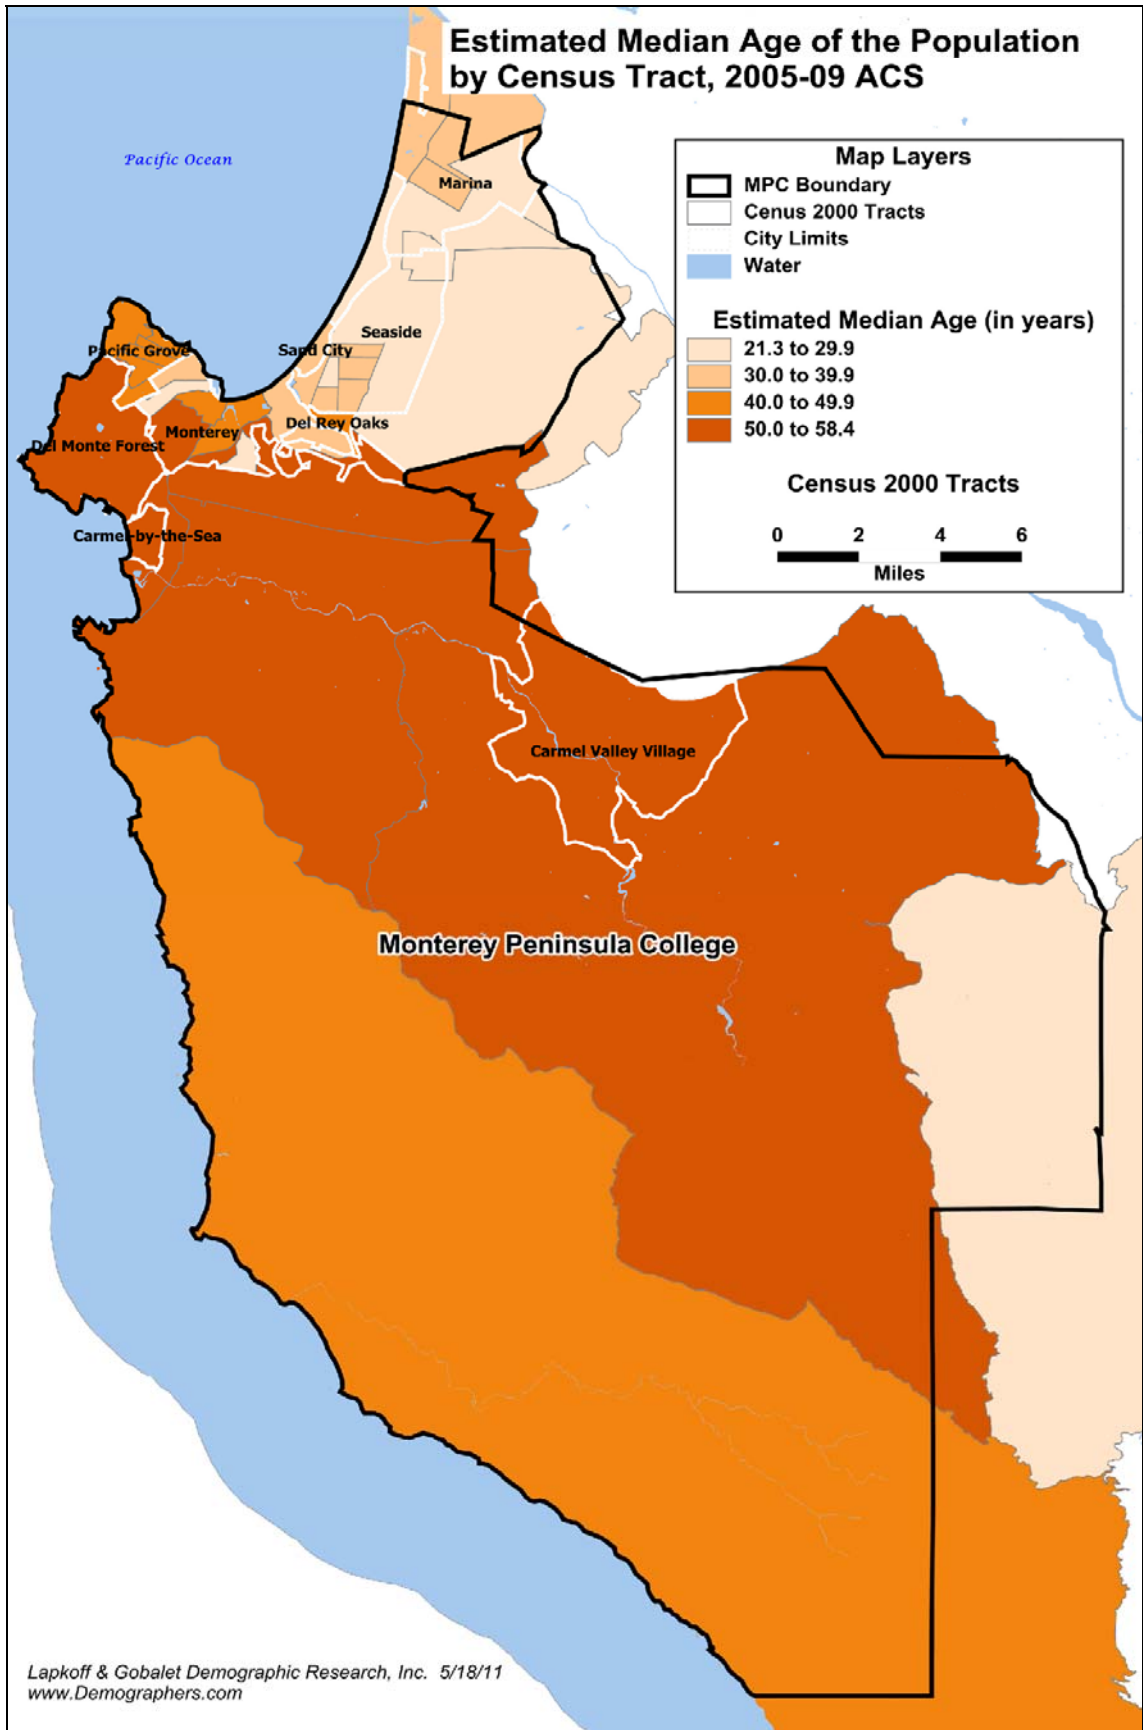 Estimated Median Age of the Population
by Census Tract, 2005-09 ACS
Pacific Ocean
Map Layers
MPC Boundary
Cenus 2000 Tracts
City Limits
Water
Estimated Median Age (in years)
21.3 to 29.9
30.0 to 39.9
40.0 to 49.9
50.0 to 58.4
Census 2000 Tracts
0 2 4 6
Miles
Marina
Seaside
Sand City
Pacific Grove
Del Rey Oaks
Monterey
Del Monte Forest
Carmel-by-the-Sea
Carmel Valley Village
Monterey Peninsula College
Lapkoff & Gobalet Demographic Research, Inc. 5/18/11
www.Demographers.com